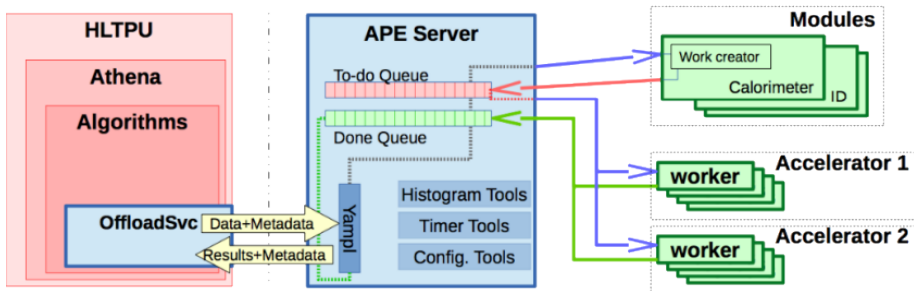 HLTPU
Athena
Algorithms
OffloadSvc
Data+Metadata
Results+Metadata
APE Server
To-do Queue
Done Queue
Yampl
Histogram Tools
Timer Tools
Config. Tools
Modules
Work creator
Calorimeter
ID
Accelerator 1
worker
Accelerator 2
worker